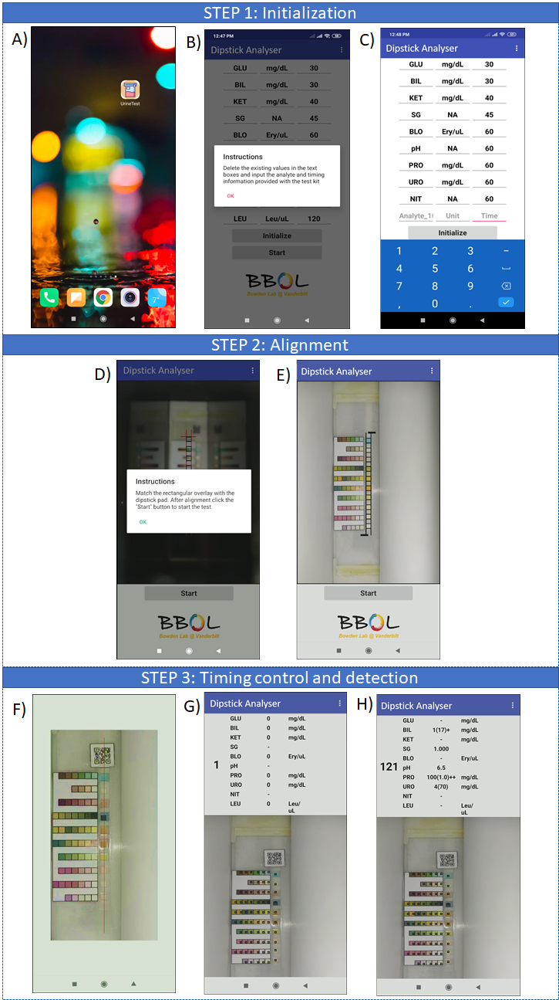 STEP 1: Initialization
A)
UrineTest
7°
B)
12:47 PM
Dipstick Analyser
GLU mg/dL 30
BIL mg/dL 30
KET mg/dL 40
SG NA 45
BLO Ery/uL 60
Instructions
Delete the existing values in the text
boxes and input the analyte and timing
information provided with the test kit
OK
LEU Leu/uL 120
Initialize
Start
BBOL
Bowden Lab @ Vanderbilt
C)
12:48 PM
Dipstick Analyser
GLU mg/dL 30
BIL mg/dL 30
KET mg/dL 40
SG NA 45
BLO Ery/uL 60
pH NA 60
PRO mg/dL 60
URO mg/dL 60
NIT NA 60
Analyte_1 Unit Time
Initialize
1 2 3 –
4 5 6
7 8 9
, 0 .
STEP 2: Alignment
D)
Dipstick Analyser
Instructions
Match the rectangular overlay with the
dipstick pad. After alignment click the
"Start" button to start the test
OK
Start
BBOL
Bowden Lab @ Vanderbilt
E)
Dipstick Analyser
Start
BBOL
Bowden Lab @ Vanderbilt
STEP 3: Timing control and detection
F)
G)
Dipstick Analyser
1
GLU 0 mg/dL
BIL 0 mg/dL
KET 0 mg/dL
SG -
BLO 0 Ery/uL
pH -
PRO 0 mg/dL
URO 0 mg/dL
NIT -
LEU 0 Leu/
uL
H)
Dipstick Analyser
121
GLU - mg/dL
BIL 1(17)+ mg/dL
KET - mg/dL
SG 1.000
BLO - Ery/uL
pH 6.5
PRO 100(1.0)++ mg/dL
URO 4(70) mg/dL
NIT -
LEU - Leu/
uL